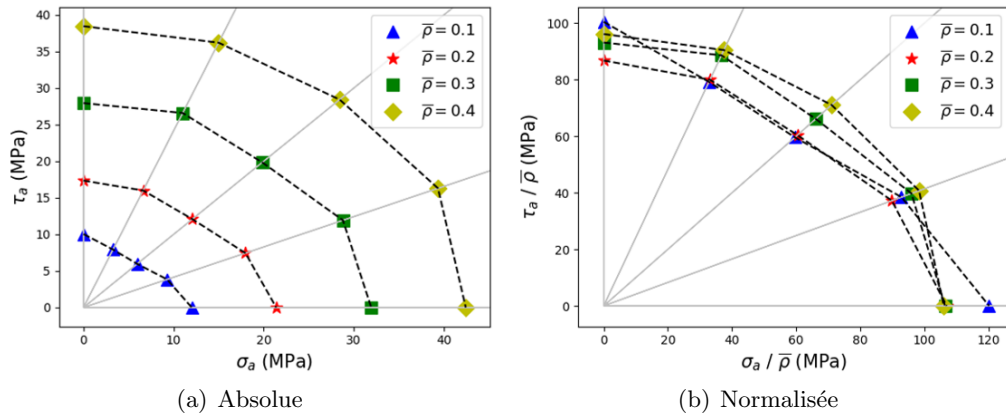 40
35
30
25
20
15
10
5
0
τₐ (MPa)
0 10 20 30 40
σₐ (MPa)
ρ̅ = 0.1
ρ̅ = 0.2
ρ̅ = 0.3
ρ̅ = 0.4
(a) Absolue
100
80
60
40
20
0
τₐ / ρ̅ (MPa)
0 20 40 60 80 100 120
σₐ / ρ̅ (MPa)
ρ̅ = 0.1
ρ̅ = 0.2
ρ̅ = 0.3
ρ̅ = 0.4
(b) Normalisée